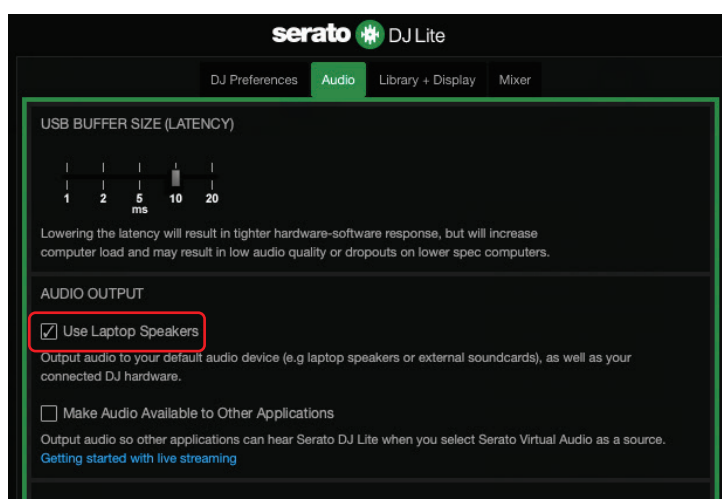 serato DJ Lite
DJ Preferences Audio Library + Display Mixer
USB BUFFER SIZE (LATENCY)
1 2 5 10 20
ms
Lowering the latency will result in tighter hardware-software response, but will increase
computer load and may result in low audio quality or dropouts on lower spec computers.
AUDIO OUTPUT
Use Laptop Speakers
Output audio to your default audio device (e.g laptop speakers or external soundcards), as well as your
connected DJ hardware.
Make Audio Available to Other Applications
Output audio so other applications can hear Serato DJ Lite when you select Serato Virtual Audio as a source.
Getting started with live streaming